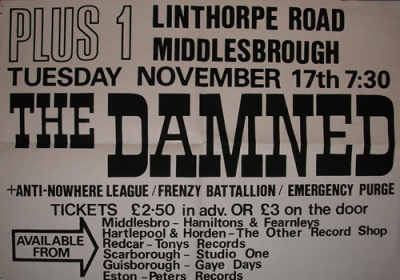 PLUS 1
LINTHORPE ROAD
MIDDLESBROUGH
TUESDAY NOVEMBER 17th 7:30
THE DAMNED
+ANTI-NOWHERE LEAGUE / FRENZY BATTALION / EMERGENCY PURGE
TICKETS £2·50 in adv. OR £3 on the door
AVAILABLE FROM
Middlesbro - Hamiltons & Fearnleys
Hartlepool & Horden - The Other Record Shop
Redcar - Tonys Records
Scarborough - Studio One
Guisborough - Gaye Days
Eston - Peters Records